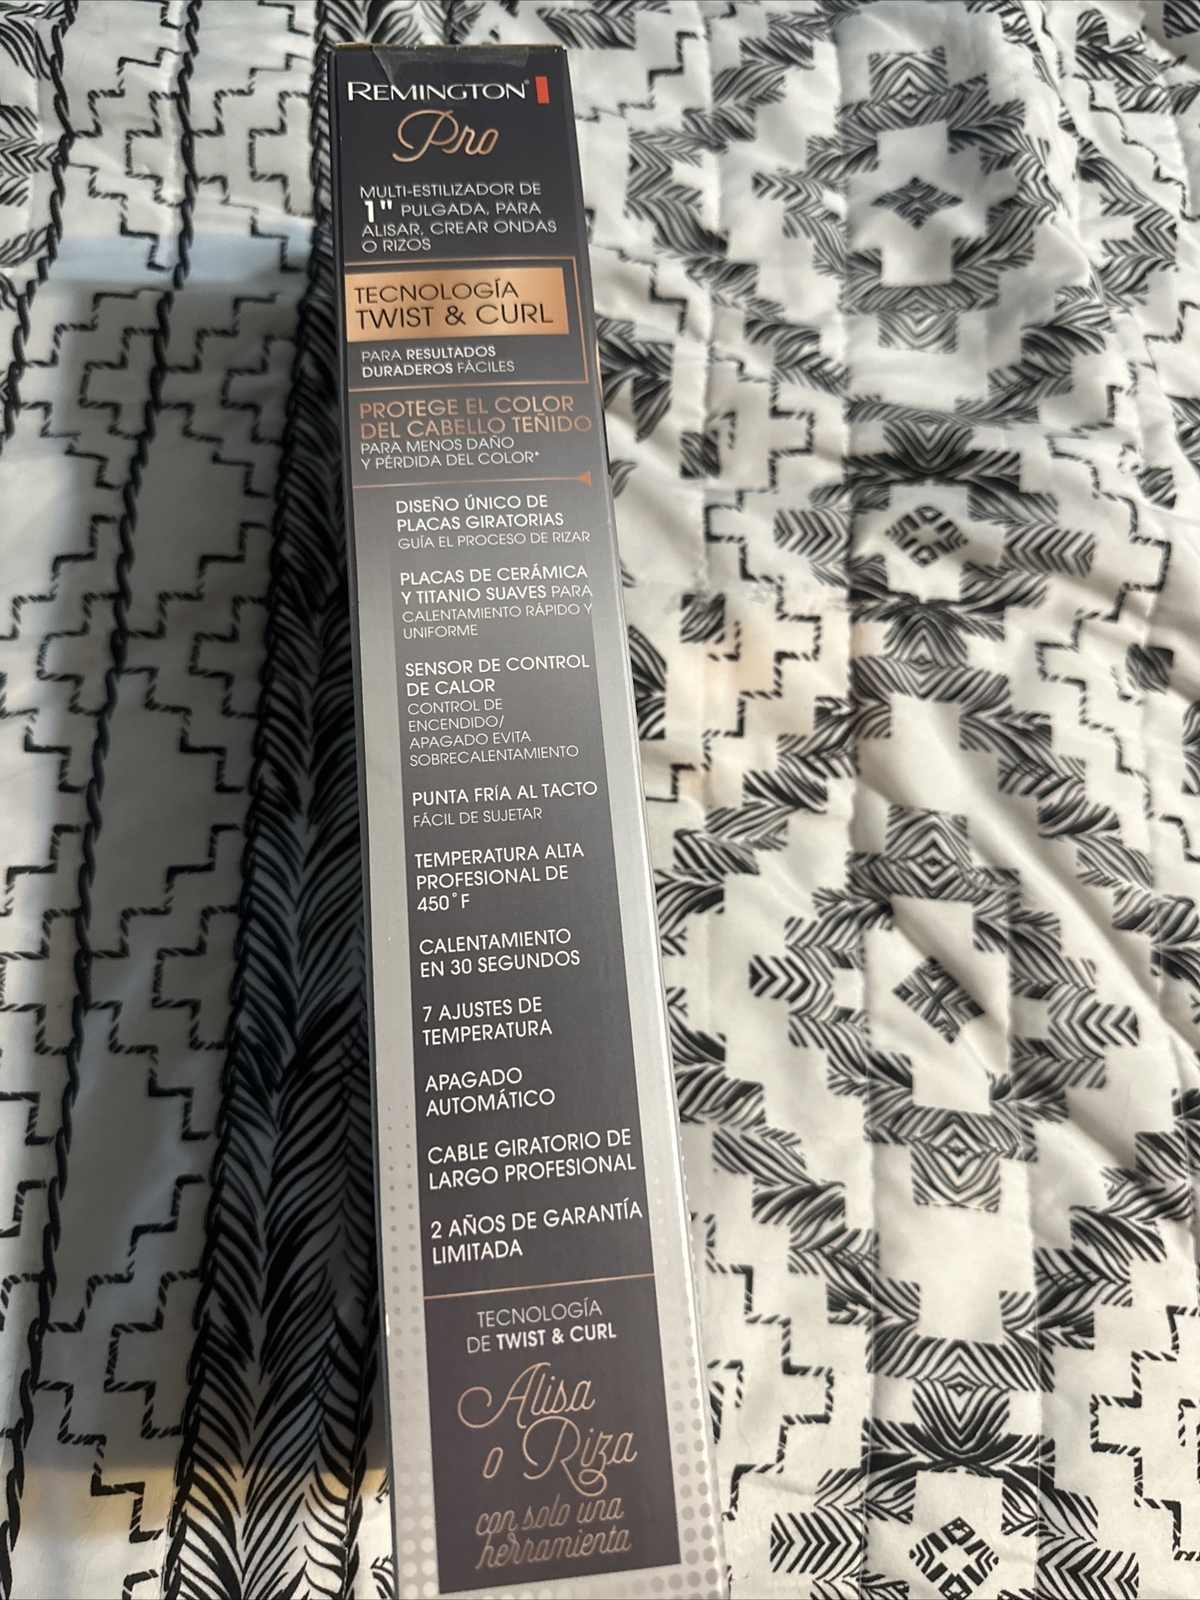 REMINGTON®
Pro
MULTI-ESTILIZADOR DE
1" PULGADA, PARA
ALISAR, CREAR ONDAS
O RIZOS
TECNOLOGÍA
TWIST & CURL
PARA RESULTADOS
DURADEROS FÁCILES
PROTEGE EL COLOR
DEL CABELLO TEÑIDO
PARA MENOS DAÑO
Y PÉRDIDA DEL COLOR*
DISEÑO ÚNICO DE
PLACAS GIRATORIAS
GUÍA EL PROCESO DE RIZAR
PLACAS DE CERÁMICA
Y TITANIO SUAVES PARA
CALENTAMIENTO RÁPIDO Y
UNIFORME
SENSOR DE CONTROL
DE CALOR
CONTROL DE
ENCENDIDO/
APAGADO EVITA
SOBRECALENTAMIENTO
PUNTA FRÍA AL TACTO
FÁCIL DE SUJETAR
TEMPERATURA ALTA
PROFESIONAL DE
450°F
CALENTAMIENTO
EN 30 SEGUNDOS
7 AJUSTES DE
TEMPERATURA
APAGADO
AUTOMÁTICO
CABLE GIRATORIO DE
LARGO PROFESIONAL
2 AÑOS DE GARANTÍA
LIMITADA
TECNOLOGÍA
DE TWIST & CURL
Alisa
o Riza
con solo una
herramienta